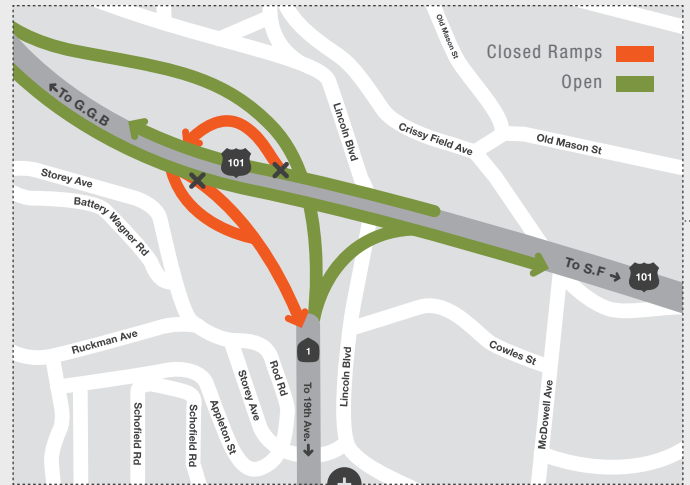 Closed Ramps
Open
Old Mason St
←To G.G.B
Lincoln Blvd
Crissy Field Ave
Old Mason St
101
Storey Ave
Battery Wagner Rd
To S.F →
101
Ruckman Ave
1
Cowles St
Lincoln Blvd
Rod Rd
Storey Ave
To 19th Ave. →
McDowell Ave
Appleton St
Schofield Rd
Schofield Rd